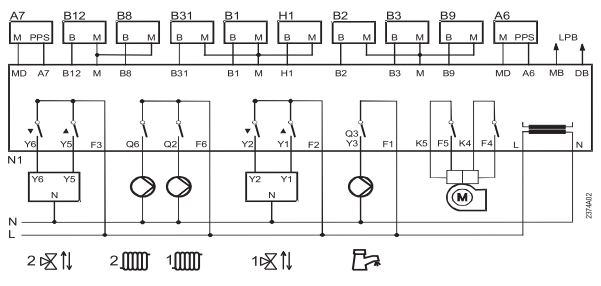 A7 B12 B8 B31 B1 H1 B2 B3 B9 A6
M PPS B M B M B M B M B M B M B M B M M PPS LPB
MD A7 B12 M B8 B31 B1 M H1 B2 B3 M B9 MD A6 MB DB
Q3
Y6 Y5 F3 Q6 Q2 F6 Y2 Y1 F2 Y3 F1 K5 F5 K4 F4 L N
N1
Y6 Y5 Y2 Y1
N N
M
N
L
2 2 1 1
2374A02